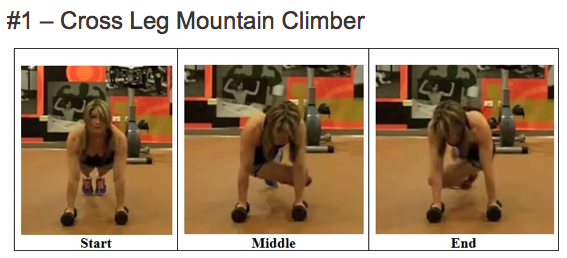 #1 – Cross Leg Mountain Climber
Start
Middle
End